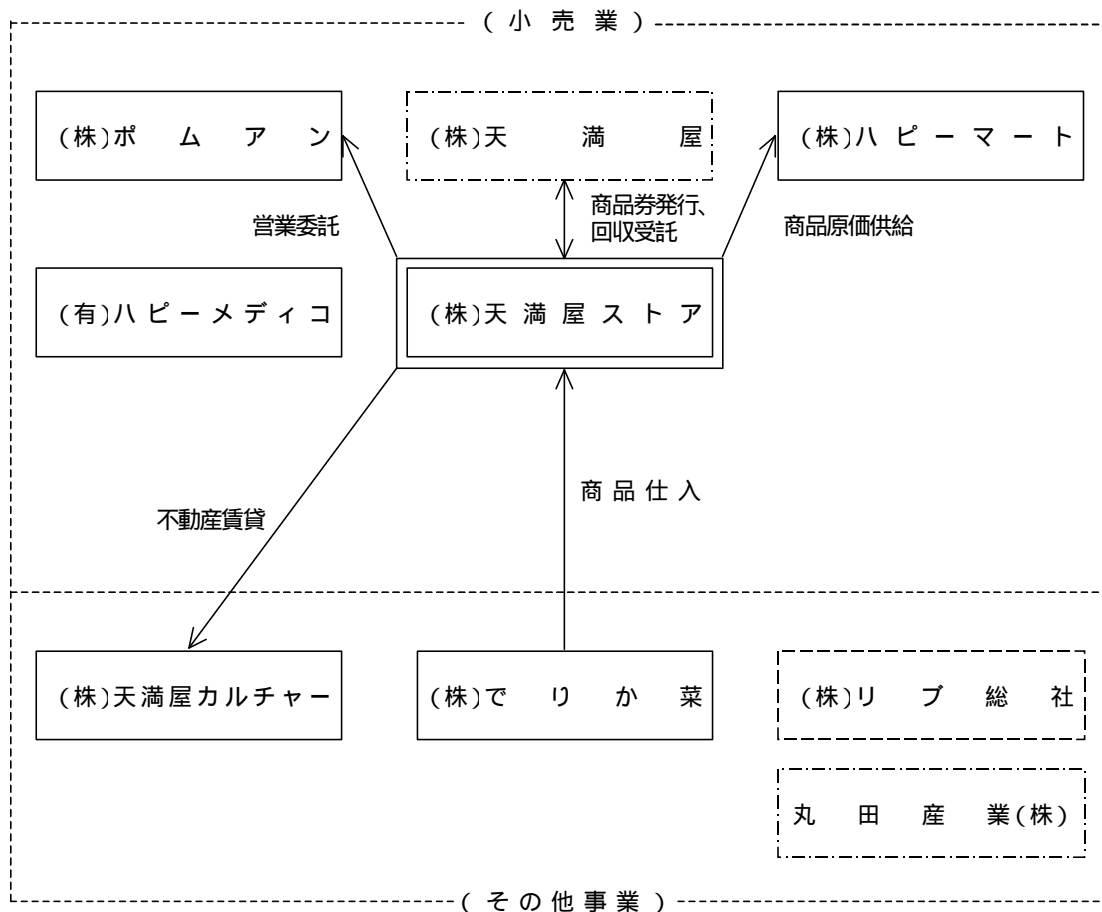 (小売業)
(株)ポムアン
(株)天満屋
(株)ハピーマート
営業委託
商品券発行、
回収受託
商品原価供給
(有)ハピーメディコ
(株)天満屋ストア
商品仕入
不動産賃貸
(株)天満屋カルチャー
(株)でりか菜
(株)リブ総社
丸田産業(株)
(その他事業)